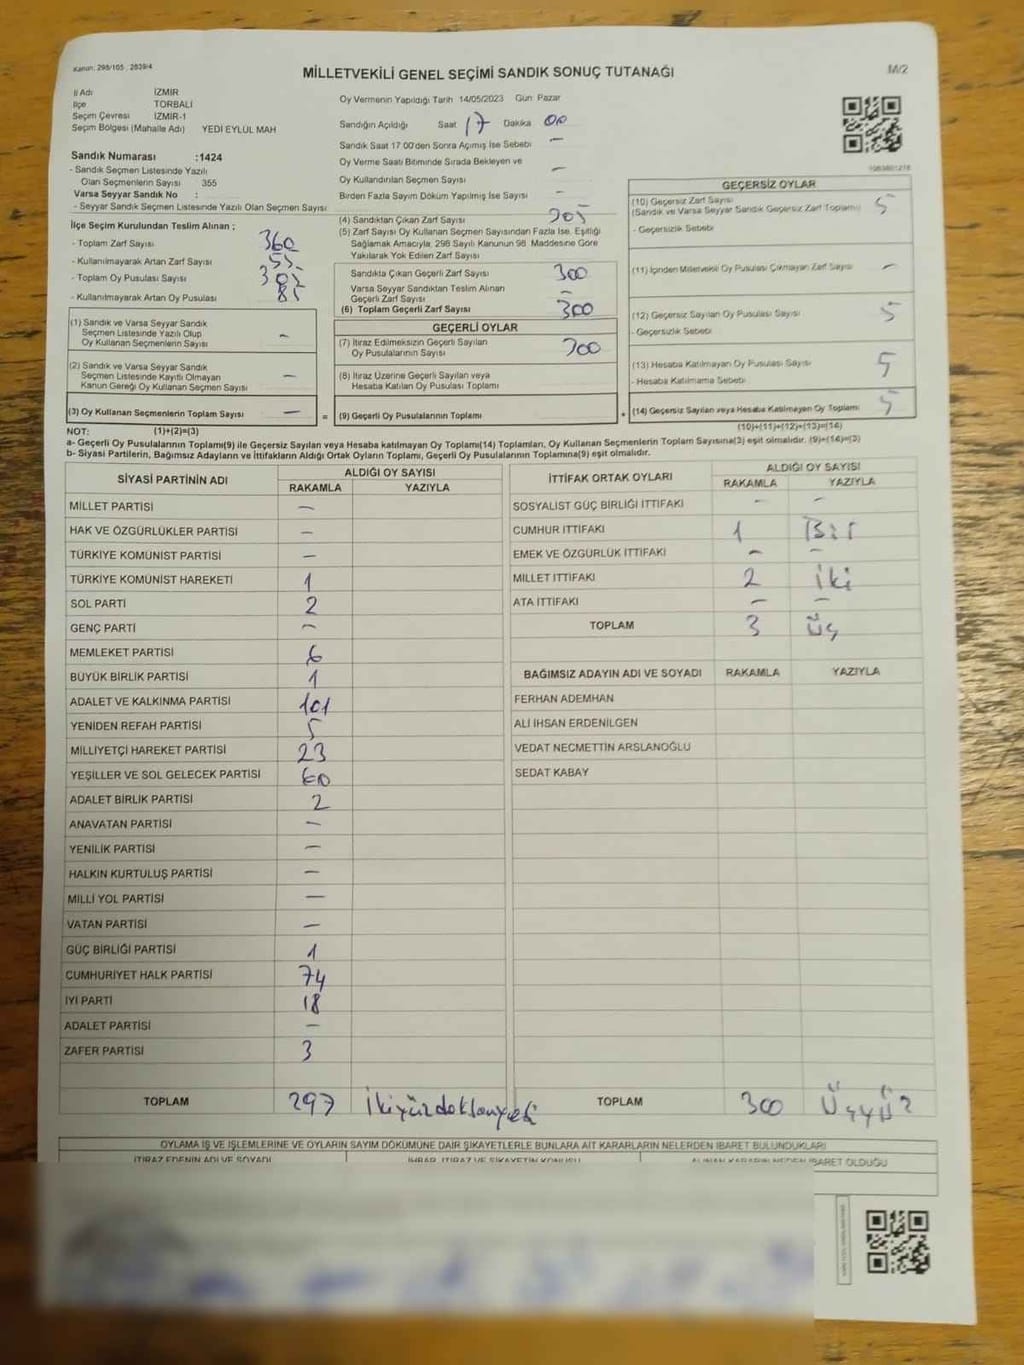 Kanun: 298/105, 2839/4
MİLLETVEKİLİ GENEL SEÇİMİ SANDIK SONUÇ TUTANAĞI
M/2
İl Adı İZMİR
İlçe TORBALI
Seçim Çevresi İZMİR-1
Seçim Bölgesi (Mahalle Adı) YEDİ EYLÜL MAH
Sandık Numarası :1424
- Sandık Seçmen Listesinde Yazılı
Olan Seçmenlerin Sayısı 355
Varsa Seyyar Sandık No :
- Seyyar Sandık Seçmen Listesinde Yazılı Olan Seçmen Sayısı
Oy Vermenin Yapıldığı Tarih 14/05/2023 Gün: Pazar
Sandığın Açıldığı Saat 17 Dakika 00
Sandık Saat 17:00'den Sonra Açılmış İse Sebebi —
Oy Verme Saati Bitiminde Sırada Bekleyen ve
Oy Kullandırılan Seçmen Sayısı —
Birden Fazla Sayım Döküm Yapılmış İse Sayısı —
İlçe Seçim Kurulundan Teslim Alınan ;
- Toplam Zarf Sayısı 360
- Kullanılmayarak Artan Zarf Sayısı 55
- Toplam Oy Pusulası Sayısı
- Kullanılmayarak Artan Oy Pusulası 85
(1) Sandık ve Varsa Seyyar Sandık
Seçmen Listesinde Yazılı Olup
Oy Kullanan Seçmenlerin Sayısı —
(2) Sandık ve Varsa Seyyar Sandık
Seçmen Listesinde Kayıtlı Olmayan
Kanun Gereği Oy Kullanan Seçmen Sayısı —
(3) Oy Kullanan Seçmenlerin Toplam Sayısı —
(1)+(2)=(3)
(4) Sandıktan Çıkan Zarf Sayısı 305
(5) Zarf Sayısı Oy Kullanan Seçmen Sayısından Fazla İse, Eşitliği
Sağlamak Amacıyla, 298 Sayılı Kanunun 98. Maddesine Göre
Yakılarak Yok Edilen Zarf Sayısı
Sandıkta Çıkan Geçerli Zarf Sayısı 300
Varsa Seyyar Sandıktan Teslim Alınan
Geçerli Zarf Sayısı —
(6) Toplam Geçerli Zarf Sayısı 300
GEÇERLİ OYLAR
(7) İtiraz Edilmeksizin Geçerli Sayılan
Oy Pusulalarının Sayısı 300
(8) İtiraz Üzerine Geçerli Sayılan veya
Hesaba Katılan Oy Pusulası Toplamı
= (9) Geçerli Oy Pusulalarının Toplamı +
GEÇERSİZ OYLAR
(10) Geçersiz Zarf Sayısı 5
(Sandık ve Varsa Seyyar Sandık Geçersiz Zarf Toplamı)
- Geçersizlik Sebebi
(11) İçinden Milletvekili Oy Pusulası Çıkmayan Zarf Sayısı —
(12) Geçersiz Sayılan Oy Pusulası Sayısı 5
- Geçersizlik Sebebi
(13) Hesaba Katılmayan Oy Pusulası Sayısı 5
- Hesaba Katılmama Sebebi
(14) Geçersiz Sayılan veya Hesaba Katılmayan Oy Toplamı 5
(10)+(11)+(12)+(13)=(14)
NOT:
a- Geçerli Oy Pusulalarının Toplamı(9) ile Geçersiz Sayılan veya Hesaba katılmayan Oy Toplamı(14) Toplamları, Oy Kullanan Seçmenlerin Toplam Sayısına(3) eşit olmalıdır. (9)+(14)=(3)
b- Siyasi Partilerin, Bağımsız Adayların ve İttifakların Aldığı Ortak Oyların Toplamı, Geçerli Oy Pusulalarının Toplamına(9) eşit olmalıdır.
SİYASİ PARTİNİN ADI ALDIĞI OY SAYISI
RAKAMLA YAZIYLA
MİLLET PARTİSİ —
HAK VE ÖZGÜRLÜKLER PARTİSİ —
TÜRKİYE KOMÜNİST PARTİSİ —
TÜRKİYE KOMÜNİST HAREKETİ 1
SOL PARTİ 2
GENÇ PARTİ —
MEMLEKET PARTİSİ 6
BÜYÜK BİRLİK PARTİSİ 1
ADALET VE KALKINMA PARTİSİ 101
YENİDEN REFAH PARTİSİ 5
MİLLİYETÇİ HAREKET PARTİSİ 23
YEŞİLLER VE SOL GELECEK PARTİSİ 60
ADALET BİRLİK PARTİSİ 2
ANAVATAN PARTİSİ —
YENİLİK PARTİSİ —
HALKIN KURTULUŞ PARTİSİ —
MİLLİ YOL PARTİSİ —
VATAN PARTİSİ —
GÜÇ BİRLİĞİ PARTİSİ 1
CUMHURİYET HALK PARTİSİ 74
İYİ PARTİ 18
ADALET PARTİSİ —
ZAFER PARTİSİ 3
TOPLAM 297 İkiyüzdoksanyedi
İTTİFAK ORTAK OYLARI ALDIĞI OY SAYISI
RAKAMLA YAZIYLA
SOSYALİST GÜÇ BİRLİĞİ İTTİFAKI — —
CUMHUR İTTİFAKI 1 Bir
EMEK VE ÖZGÜRLÜK İTTİFAKI — —
MİLLET İTTİFAKI 2 İki
ATA İTTİFAKI — —
TOPLAM 3 Üç
BAĞIMSIZ ADAYIN ADI VE SOYADI RAKAMLA YAZIYLA
FERHAN ADEMHAN
ALİ İHSAN ERDENİLGEN
VEDAT NECMETTİN ARSLANOĞLU
SEDAT KABAY
TOPLAM 300 Üçyüz
OYLAMA İŞ VE İŞLEMLERİNE VE OYLARIN SAYIM DÖKÜMÜNE DAİR ŞİKAYETLERLE BUNLARA AİT KARARLARIN NELERDEN İBARET BULUNDUKLARI
İTİRAZ EDENİN ADI VE SOYADI İHBAR, İTİRAZ VE ŞİKAYETİN KONUSU ALINAN KARARIN NEDEN İBARET OLDUĞU